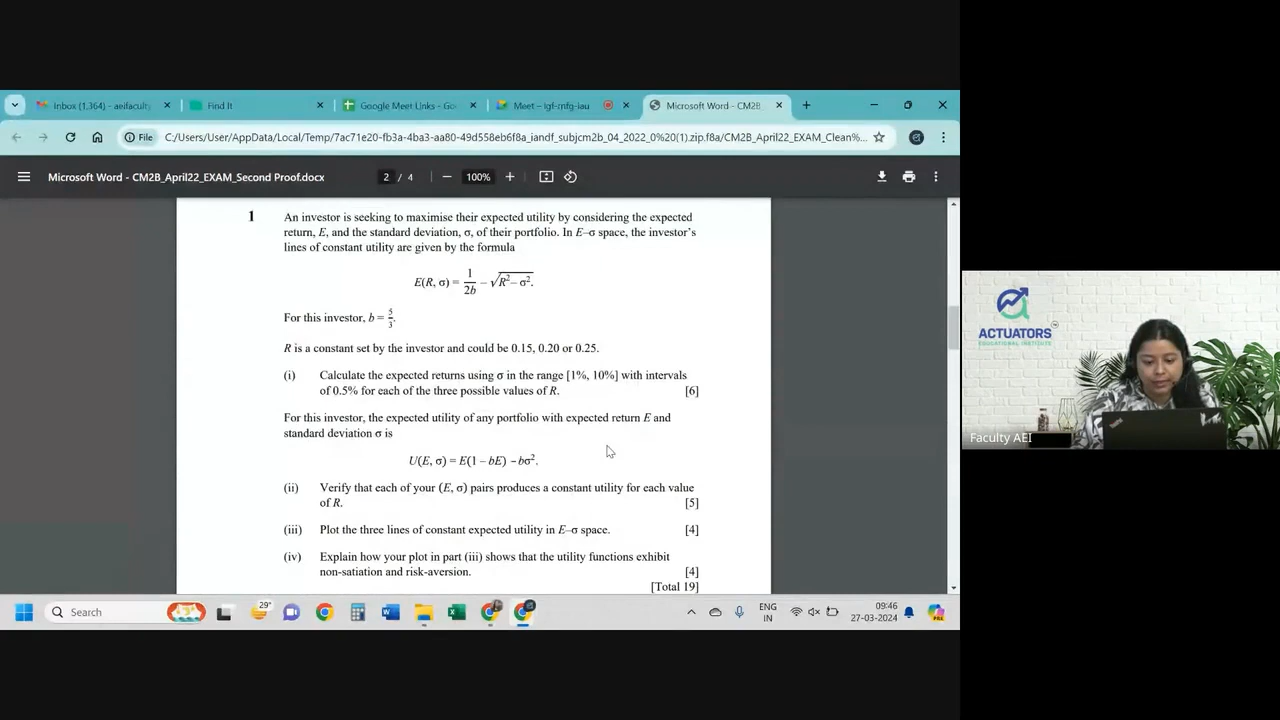 Inbox (1,364) - aeifacult
Find It
Google Meet Links - Go
Meet – igf-rnfg-iau
Microsoft Word - CM2B_
File
C:/Users/User/AppData/Local/Temp/7ac71e20-fb3a-4ba3-aa80-49d558eb6f8a_iandf_subjcm2b_04_2022_0%20(1).zip.f8a/CM2B_April22_EXAM_Clean%...
Microsoft Word - CM2B_April22_EXAM_Second Proof.docx
2 / 4
100%
1 An investor is seeking to maximise their expected utility by considering the expected
return, E, and the standard deviation, σ, of their portfolio. In E–σ space, the investor's
lines of constant utility are given by the formula
E(R, σ) = 1/2b – √R² – σ².
For this investor, b = 5/3.
R is a constant set by the investor and could be 0.15, 0.20 or 0.25.
(i) Calculate the expected returns using σ in the range [1%, 10%] with intervals
of 0.5% for each of the three possible values of R. [6]
For this investor, the expected utility of any portfolio with expected return E and
standard deviation σ is
U(E, σ) = E(1 – bE) – bσ².
(ii) Verify that each of your (E, σ) pairs produces a constant utility for each value
of R. [5]
(iii) Plot the three lines of constant expected utility in E–σ space. [4]
(iv) Explain how your plot in part (iii) shows that the utility functions exhibit
non-satiation and risk-aversion. [4]
[Total 19]
ACTUATORS
EDUCATIONAL INSTITUTE
Faculty AEI
Search
29°
ENG
IN
09:46
27-03-2024